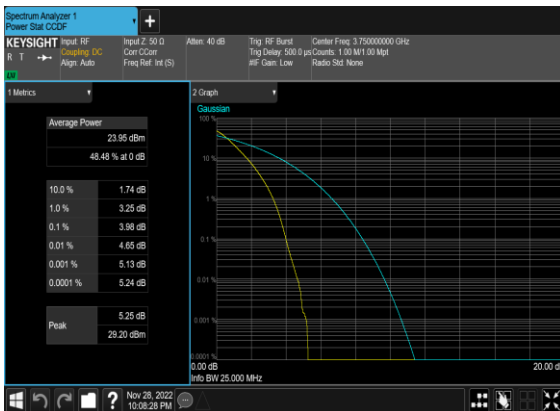 Spectrum Analyzer 1
Power Stat CCDF
KEYSIGHT
R T
LV
Input: RF
Coupling: DC
Align: Auto
Input Z: 50 Ω
Corr CCorr
Freq Ref: Int (S)
Atten: 40 dB
Trig: RF Burst
Trig Delay: 500.0 µs
#IF Gain: Low
Center Freq: 3.750000000 GHz
Counts: 1.00 M/1.00 Mpt
Radio Std: None
1 Metrics
Average Power
23.95 dBm
48.48 % at 0 dB
10.0 % 1.74 dB
1.0 % 3.25 dB
0.1 % 3.98 dB
0.01 % 4.65 dB
0.001 % 5.13 dB
0.0001 % 5.24 dB
Peak
5.25 dB
29.20 dBm
2 Graph
Gaussian
100 %
10 %
1 %
0.1 %
0.01 %
0.001 %
0.0001 %
0.00 dB
20.00 d
Info BW 25.000 MHz
?
Nov 28, 2022
10:08:28 PM